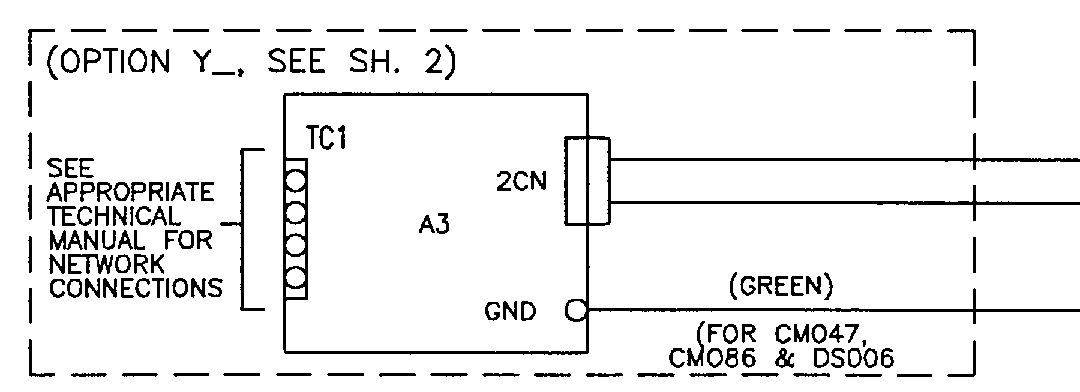 (OPTION Y_, SEE SH. 2)
TC1
SEE
APPROPRIATE
TECHNICAL
MANUAL FOR
NETWORK
CONNECTIONS
2CN
A3
GND
(GREEN)
(FOR CM047,
CM086 & DS006